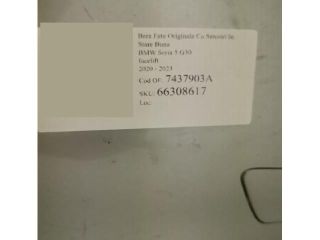 Bara Fata Originala Cu Senzori In
Stare Buna
BMW Seria 5 G30
facelift
2020 - 2023
Cod OE: 7437903A
SKU: 66308617
Loc: